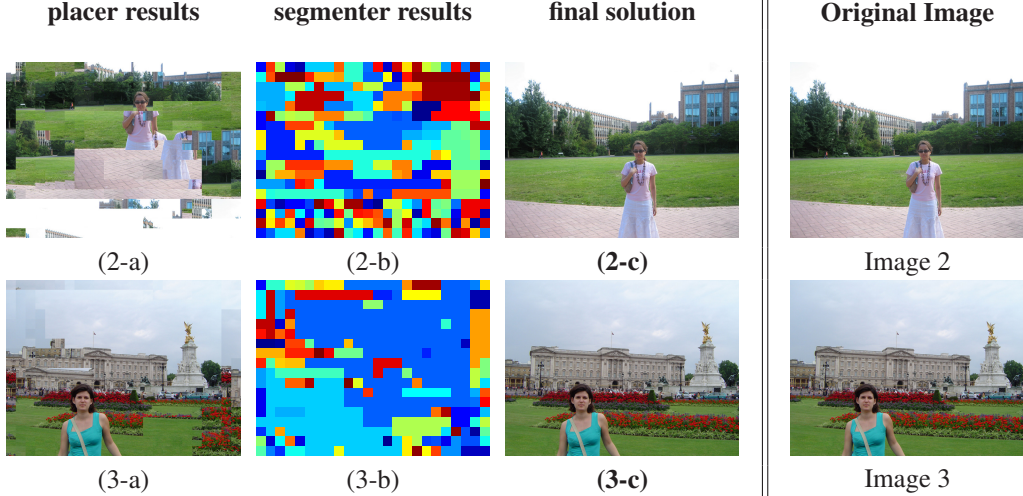 placer results segmenter results final solution Original Image
(2-a) (2-b) (2-c) Image 2
(3-a) (3-b) (3-c) Image 3